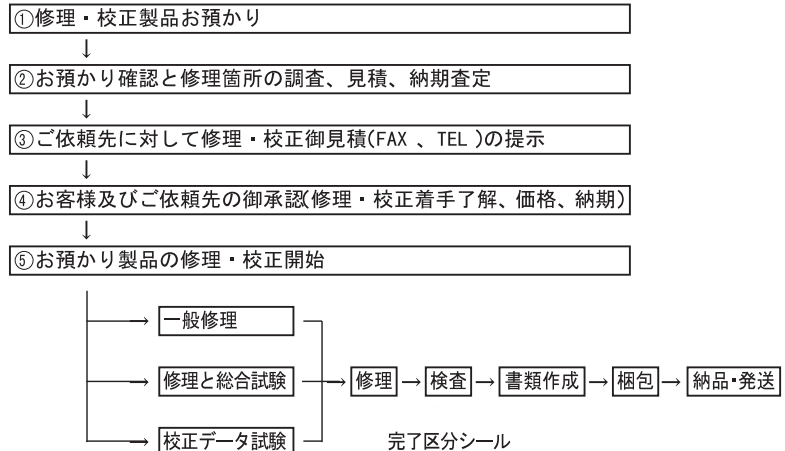 ①修理・校正製品お預かり
↓
②お預かり確認と修理箇所の調査、見積、納期査定
↓
③ご依頼先に対して修理・校正御見積(FAX 、TEL )の提示
↓
④お客様及びご依頼先の御承認(修理・校正着手了解、価格、納期)
↓
⑤お預かり製品の修理・校正開始
→ 一般修理
→ 修理と総合試験 → 修理 → 検査 → 書類作成 → 梱包 → 納品・発送
→ 校正データ試験
完了区分シール